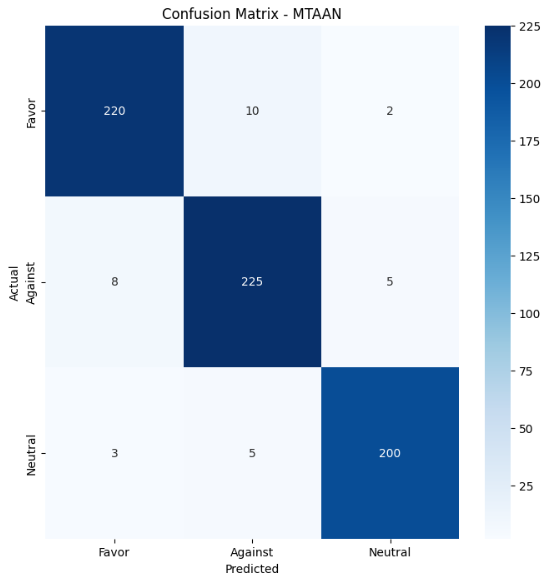 Confusion Matrix - MTAAN
Favor 220 10 2
Against 8 225 5
Neutral 3 5 200
Favor Against Neutral
Predicted
Actual
225
200
175
150
125
100
75
50
25